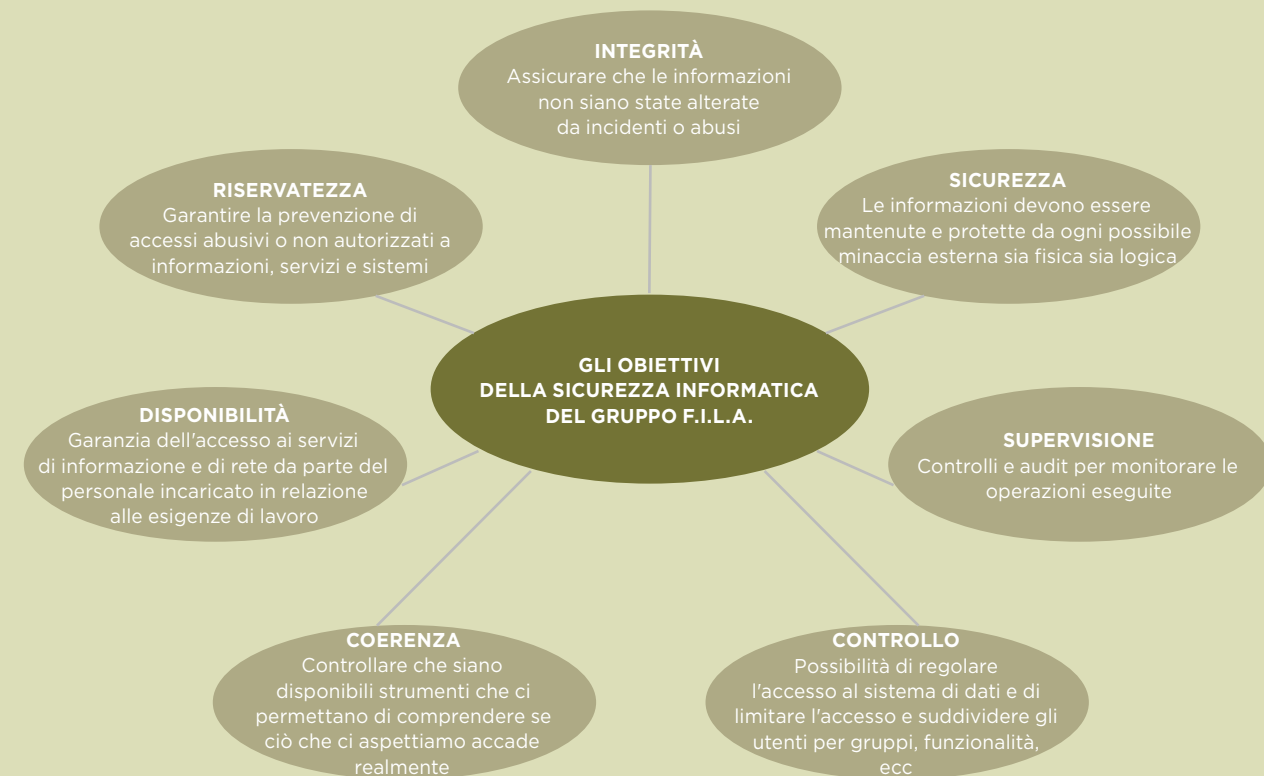 INTEGRITÀ
Assicurare che le informazioni
non siano state alterate
da incidenti o abusi
RISERVATEZZA
Garantire la prevenzione di
accessi abusivi o non autorizzati a
informazioni, servizi e sistemi
SICUREZZA
Le informazioni devono essere
mantenute e protette da ogni possibile
minaccia esterna sia fisica sia logica
GLI OBIETTIVI
DELLA SICUREZZA INFORMATICA
DEL GRUPPO F.I.L.A.
DISPONIBILITÀ
Garanzia dell'accesso ai servizi
di informazione e di rete da parte del
personale incaricato in relazione
alle esigenze di lavoro
SUPERVISIONE
Controlli e audit per monitorare le
operazioni eseguite
COERENZA
Controllare che siano
disponibili strumenti che ci
permettano di comprendere se
ciò che ci aspettiamo accade
realmente
CONTROLLO
Possibilità di regolare
l'accesso al sistema di dati e di
limitare l'accesso e suddividere gli
utenti per gruppi, funzionalità,
ecc